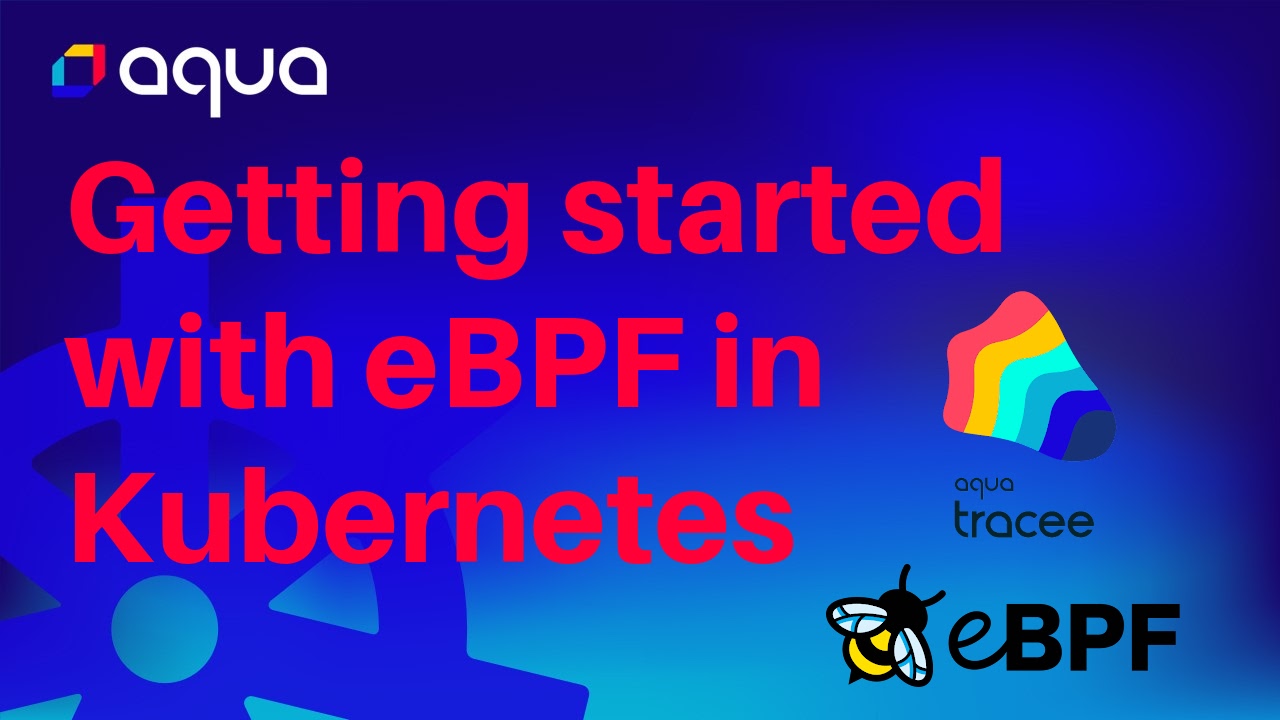 aqua
Getting started
with eBPF in
Kubernetes
aqua
tracee
eBPF